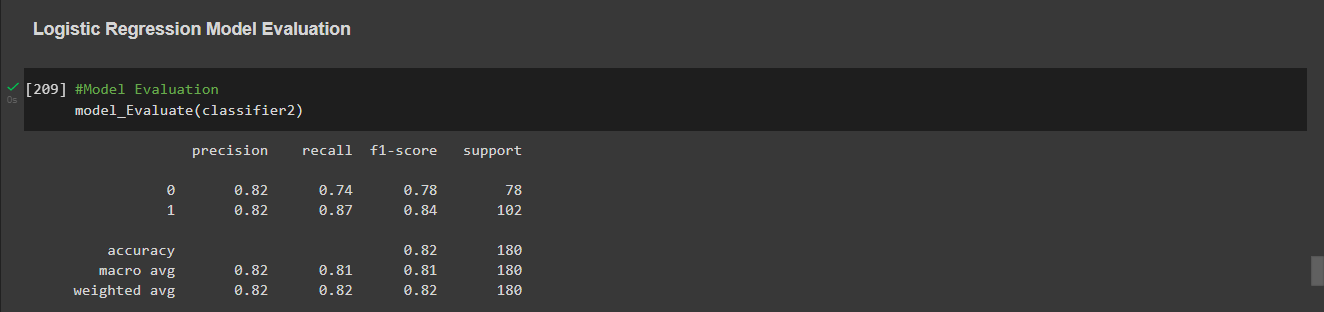 Logistic Regression Model Evaluation
[209] #Model Evaluation
0s model_Evaluate(classifier2)
precision recall f1-score support
0 0.82 0.74 0.78 78
1 0.82 0.87 0.84 102
accuracy 0.82 180
macro avg 0.82 0.81 0.81 180
weighted avg 0.82 0.82 0.82 180